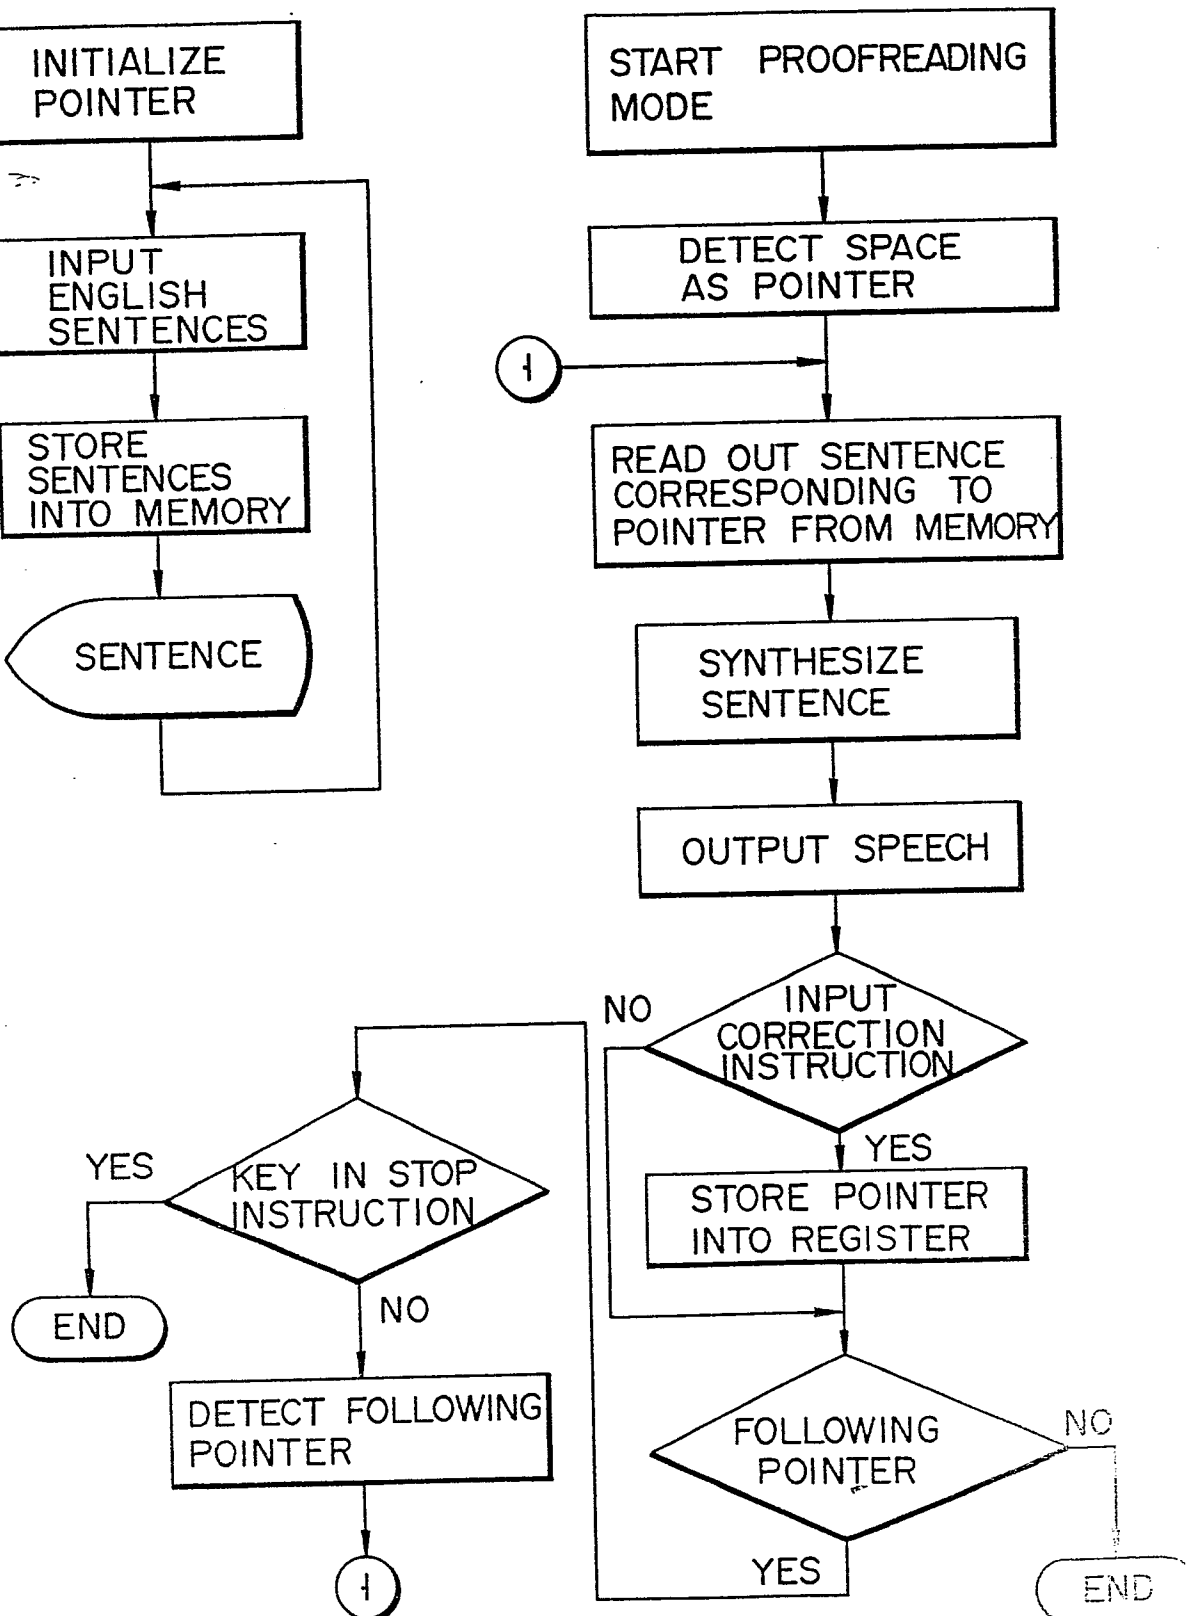 INITIALIZE
POINTER
INPUT
ENGLISH
SENTENCES
STORE
SENTENCES
INTO MEMORY
SENTENCE
START PROOFREADING
MODE
DETECT SPACE
AS POINTER
1
READ OUT SENTENCE
CORRESPONDING TO
POINTER FROM MEMORY
SYNTHESIZE
SENTENCE
OUTPUT SPEECH
INPUT
CORRECTION
INSTRUCTION
NO
YES
STORE POINTER
INTO REGISTER
FOLLOWING
POINTER
NO
END
YES
KEY IN STOP
INSTRUCTION
YES
END
NO
DETECT FOLLOWING
POINTER
1